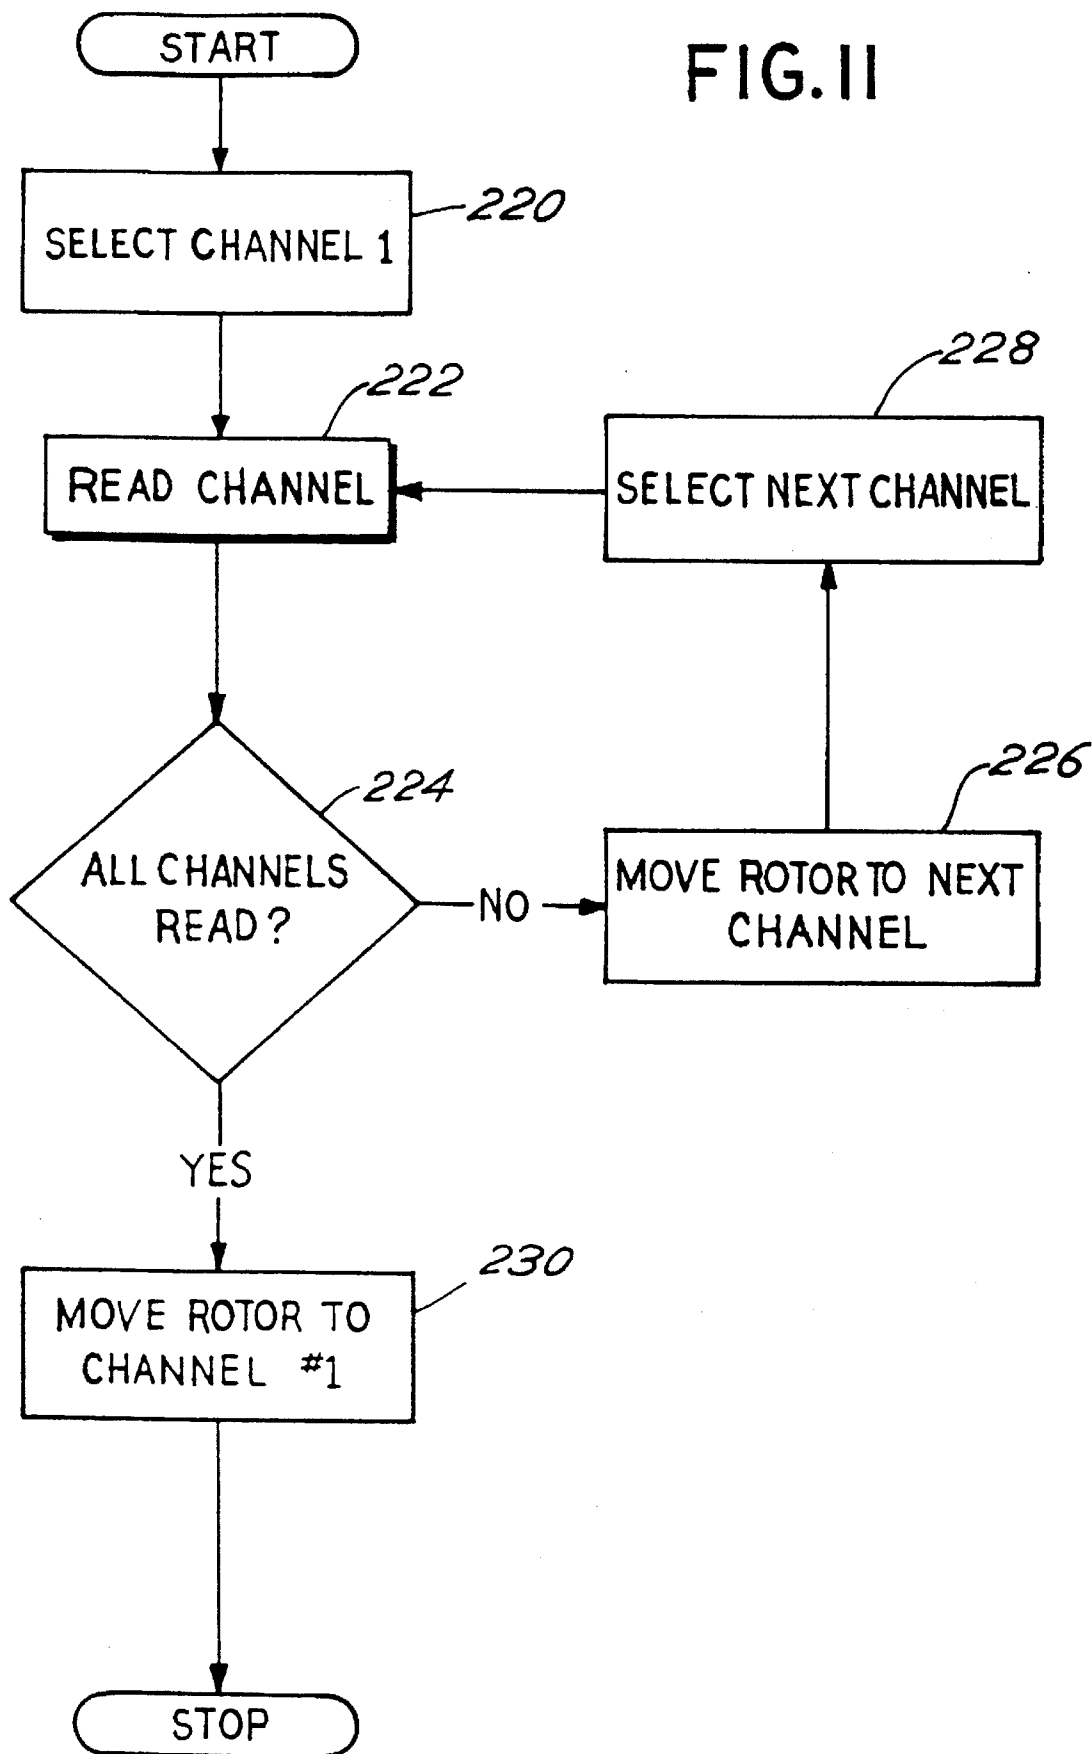 START
FIG.11
220
SELECT CHANNEL 1
228
222
READ CHANNEL
SELECT NEXT CHANNEL
226
224
ALL CHANNELS
READ?
NO
MOVE ROTOR TO NEXT
CHANNEL
YES
230
MOVE ROTOR TO
CHANNEL #1
STOP